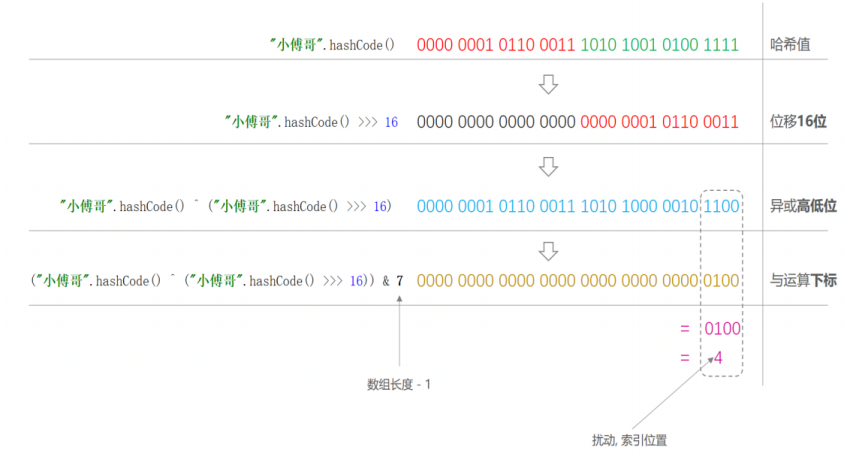 "小傅哥".hashCode() 0000 0001 0110 0011 1010 1001 0100 1111 哈希值
"小傅哥".hashCode() >>> 16 0000 0000 0000 0000 0000 0001 0110 0011 位移16位
"小傅哥".hashCode() ^ ("小傅哥".hashCode() >>> 16) 0000 0001 0110 0011 1010 1000 0010 1100 异或高低位
("小傅哥".hashCode() ^ ("小傅哥".hashCode() >>> 16)) & 7 0000 0000 0000 0000 0000 0000 0000 0100 与运算下标
= 0100
= 4
数组长度 - 1
扰动, 索引位置